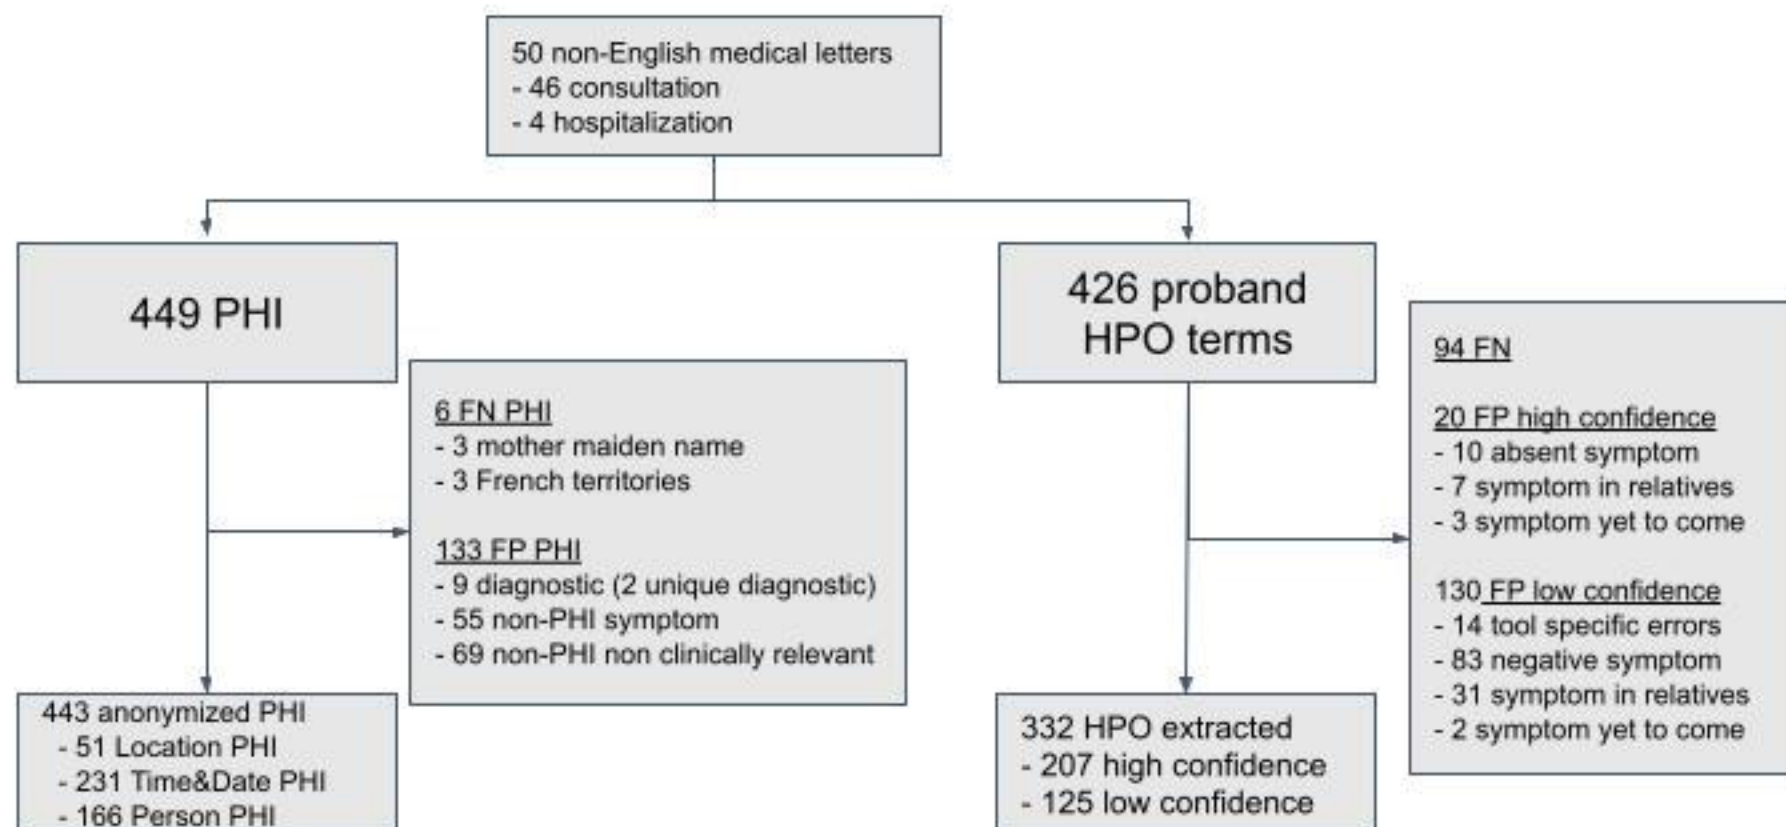 50 non-English medical letters
- 46 consultation
- 4 hospitalization
449 PHI
426 proband
HPO terms
6 FN PHI
- 3 mother maiden name
- 3 French territories
133 FP PHI
- 9 diagnostic (2 unique diagnostic)
- 55 non-PHI symptom
- 69 non-PHI non clinically relevant
94 FN
20 FP high confidence
- 10 absent symptom
- 7 symptom in relatives
- 3 symptom yet to come
130 FP low confidence
- 14 tool specific errors
- 83 negative symptom
- 31 symptom in relatives
- 2 symptom yet to come
443 anonymized PHI
- 51 Location PHI
- 231 Time&Date PHI
- 166 Person PHI
332 HPO extracted
- 207 high confidence
- 125 low confidence